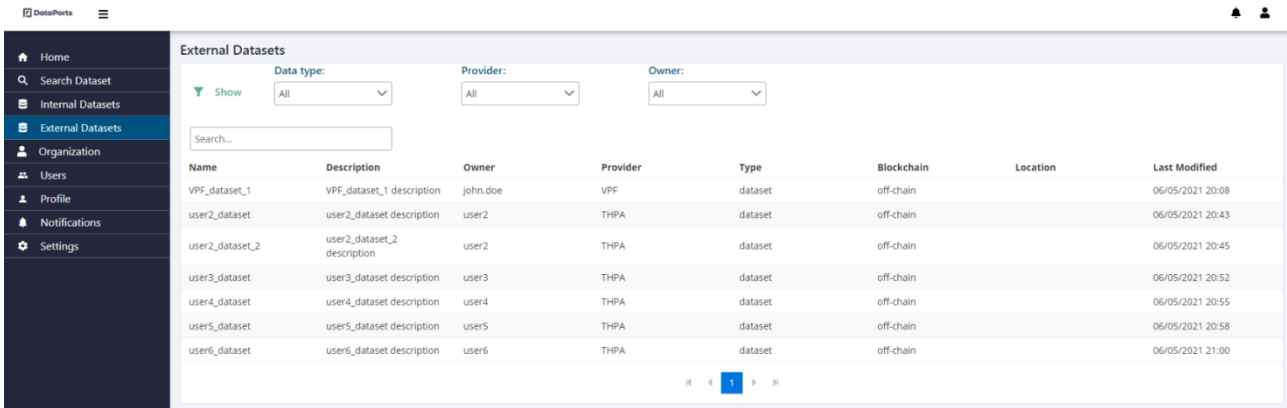 DataPorts
Home
Search Dataset
Internal Datasets
External Datasets
Organization
Users
Profile
Notifications
Settings
External Datasets
Data type: Provider: Owner:
Show All All All
Search...
Name Description Owner Provider Type Blockchain Location Last Modified
VPF_dataset_1 VPF_dataset_1 description john.doe VPF dataset off-chain 06/05/2021 20:08
user2_dataset user2_dataset description user2 THPA dataset off-chain 06/05/2021 20:43
user2_dataset_2 user2_dataset_2 description user2 THPA dataset off-chain 06/05/2021 20:45
user3_dataset user3_dataset description user3 THPA dataset off-chain 06/05/2021 20:52
user4_dataset user4_dataset description user4 THPA dataset off-chain 06/05/2021 20:55
user5_dataset user5_dataset description user5 THPA dataset off-chain 06/05/2021 20:58
user6_dataset user6_dataset description user6 THPA dataset off-chain 06/05/2021 21:00
1